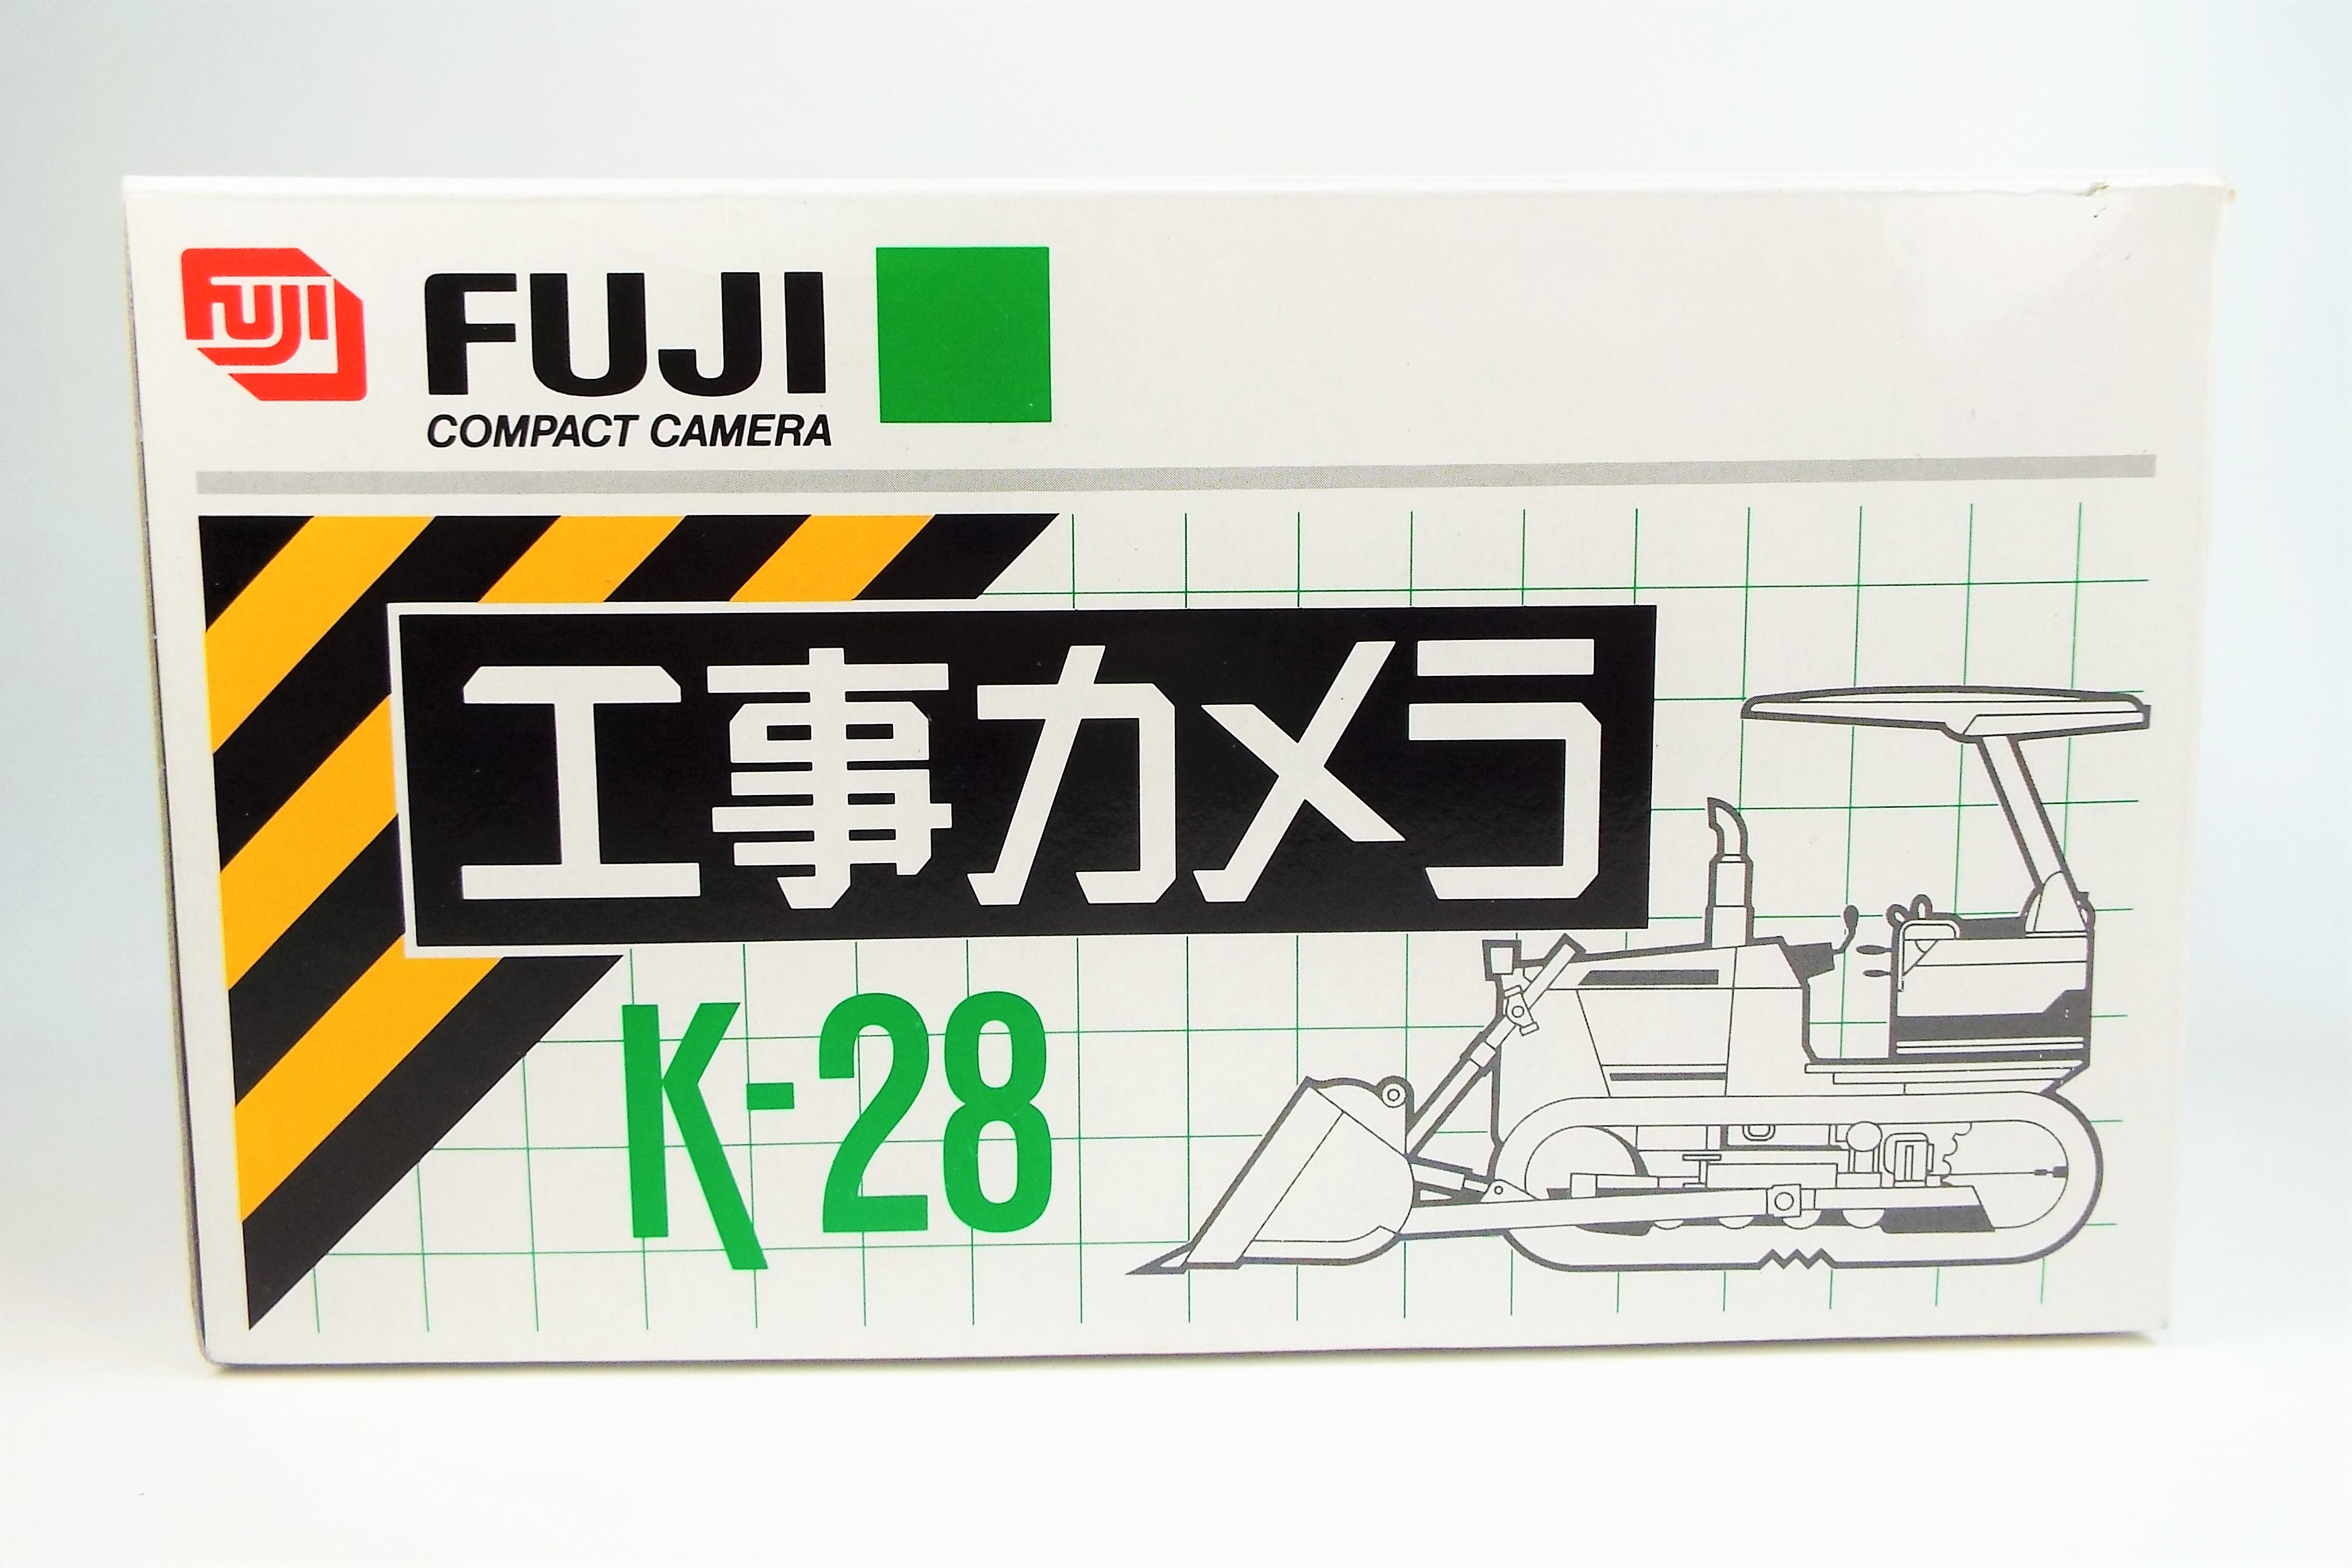 FUJI
FUJI
COMPACT CAMERA
工事カメラ
K-28